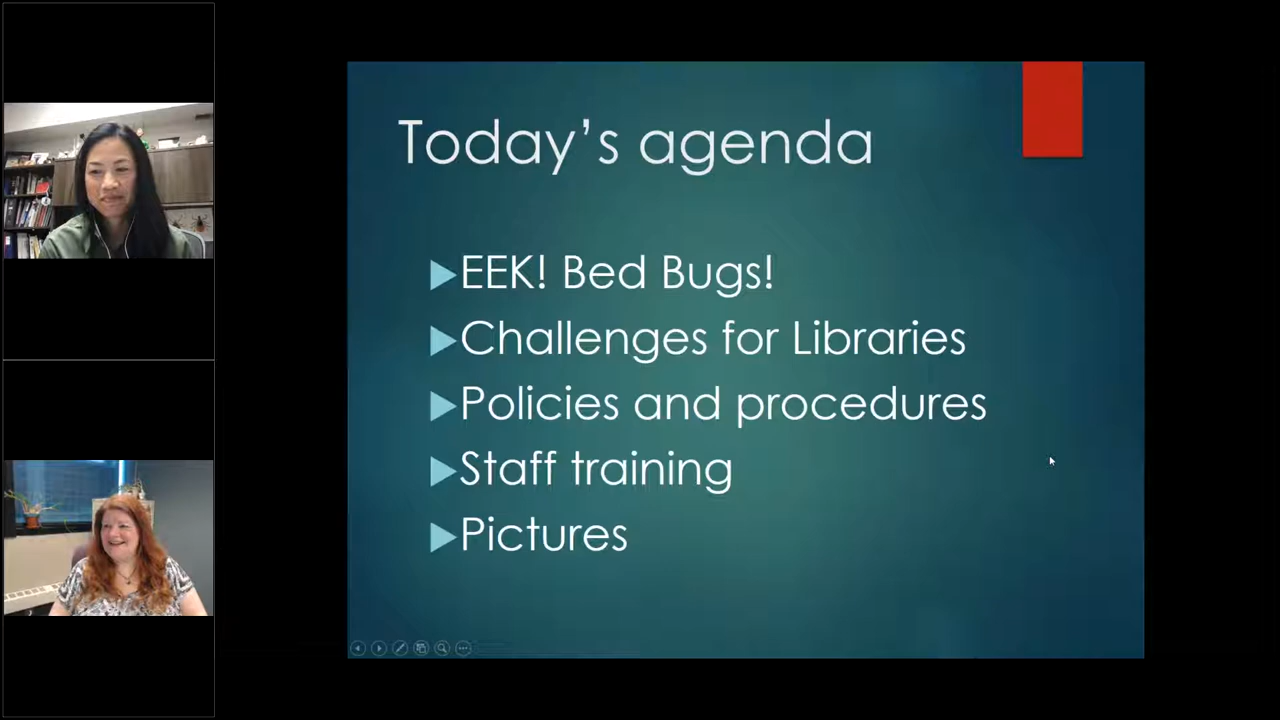 Today’s agenda
EEK! Bed Bugs!
Challenges for Libraries
Policies and procedures
Staff training
Pictures